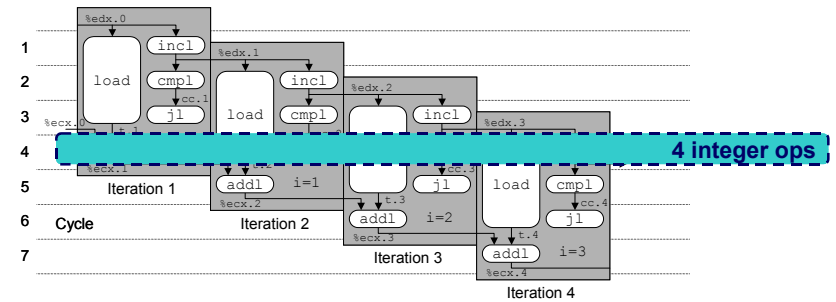 %edx.0
1 incl %edx.1
2 load cmpl incl %edx.2
cc.1
3 jl load cmpl incl %edx.3
%ecx.0
4 4 integer ops
%ecx.1 cc.3
5 Iteration 1 addl i=1 jl load cmpl
%ecx.2 t.3 cc.4
6 Cycle Iteration 2 addl i=2 jl
%ecx.3 t.4
7 Iteration 3 addl i=3
%ecx.4
Iteration 4